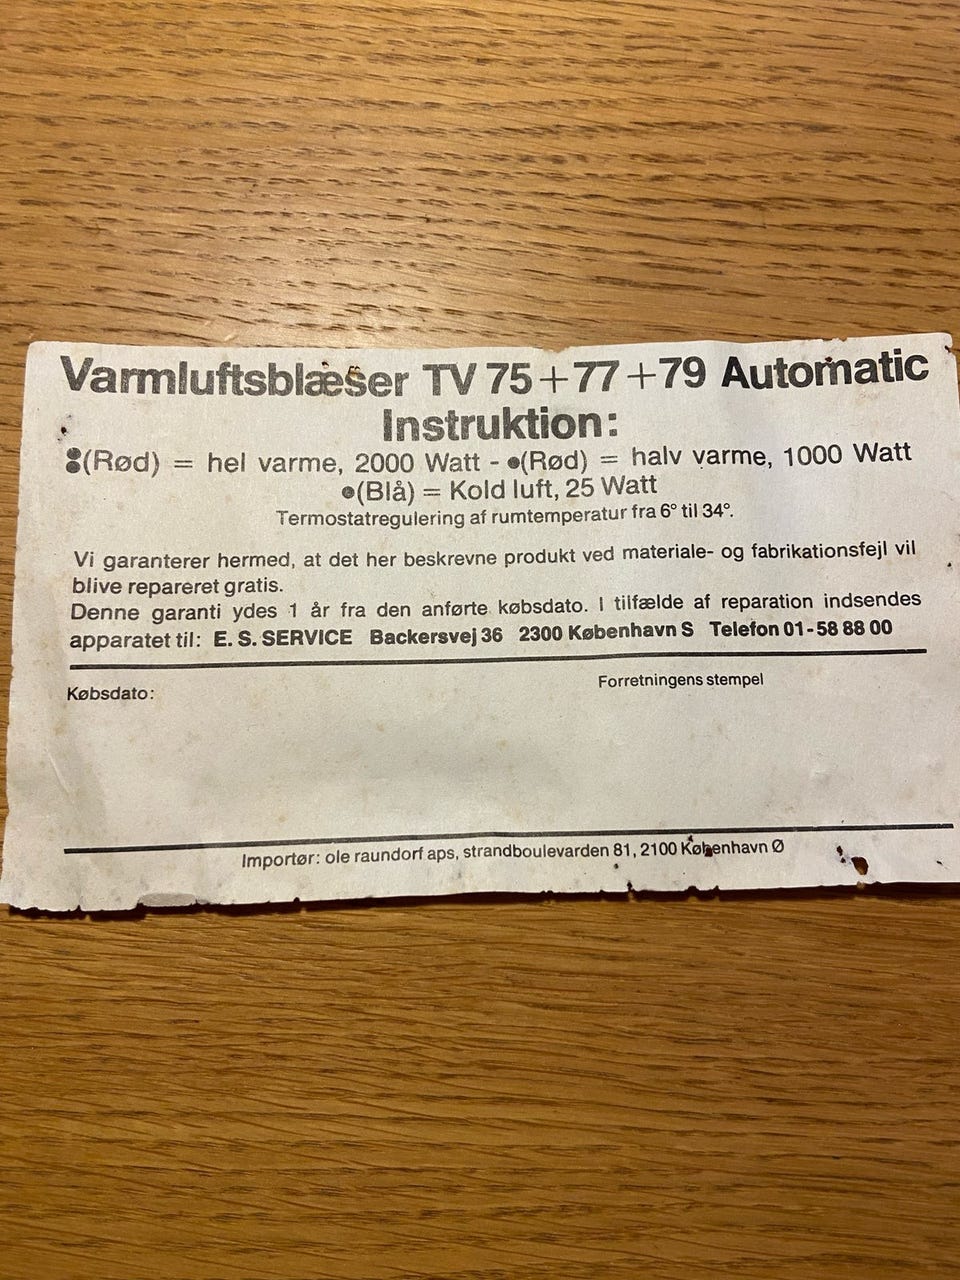 Varmluftsblæser TV 75+77+79 Automatic
Instruktion:
●●(Rød) = hel varme, 2000 Watt - ●(Rød) = halv varme, 1000 Watt
●(Blå) = Kold luft, 25 Watt
Termostatregulering af rumtemperatur fra 6° til 34°.
Vi garanterer hermed, at det her beskrevne produkt ved materiale- og fabrikationsfejl vil
blive repareret gratis.
Denne garanti ydes 1 år fra den anførte købsdato. I tilfælde af reparation indsendes
apparatet til: E. S. SERVICE Backersvej 36 2300 København S Telefon 01-58 88 00
Købsdato:
Forretningens stempel
Importør: ole raundorf aps, strandboulevarden 81, 2100 København Ø